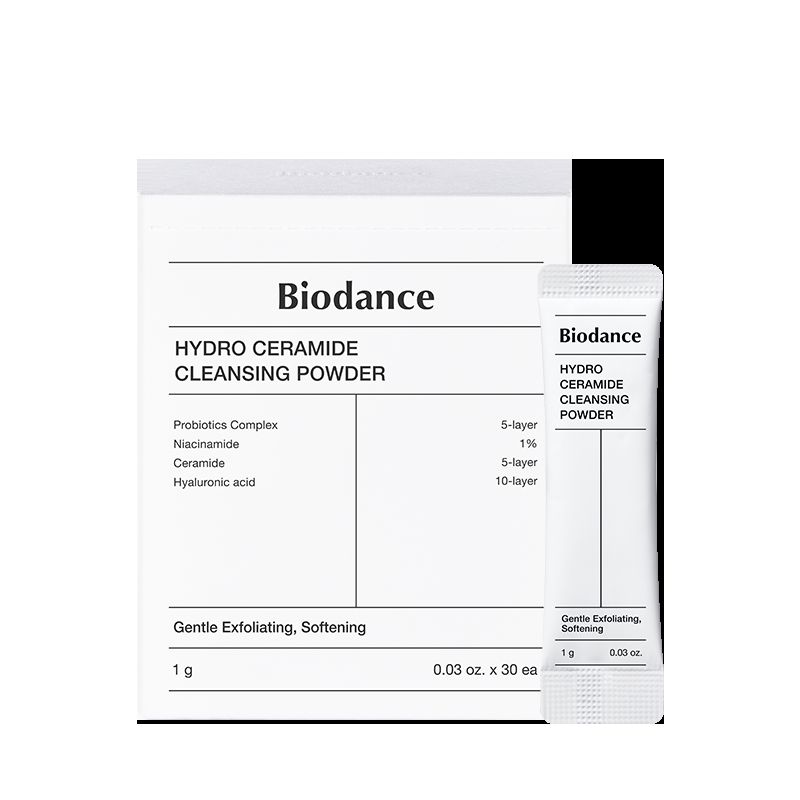 Biodance
HYDRO CERAMIDE
CLEANSING POWDER
Probiotics Complex 5-layer
Niacinamide 1%
Ceramide 5-layer
Hyaluronic acid 10-layer
Gentle Exfoliating, Softening
1 g 0.03 oz. x 30 ea
Biodance
HYDRO
CERAMIDE
CLEANSING
POWDER
Gentle Exfoliating,
Softening
1 g 0.03 oz.